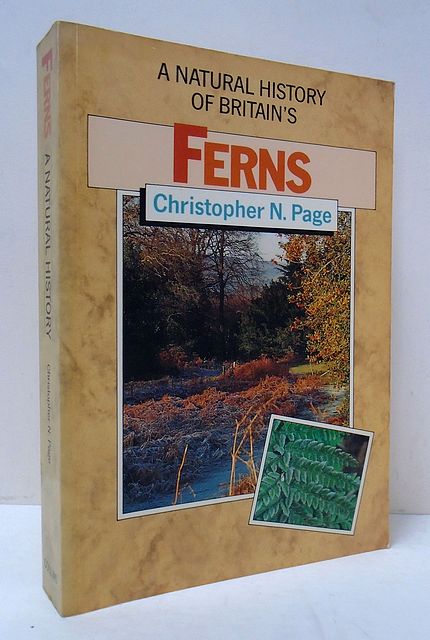 A NATURAL HISTORY
OF BRITAIN'S
FERNS
Christopher N. Page
FERNS A NATURAL HISTORY Christopher N. Page